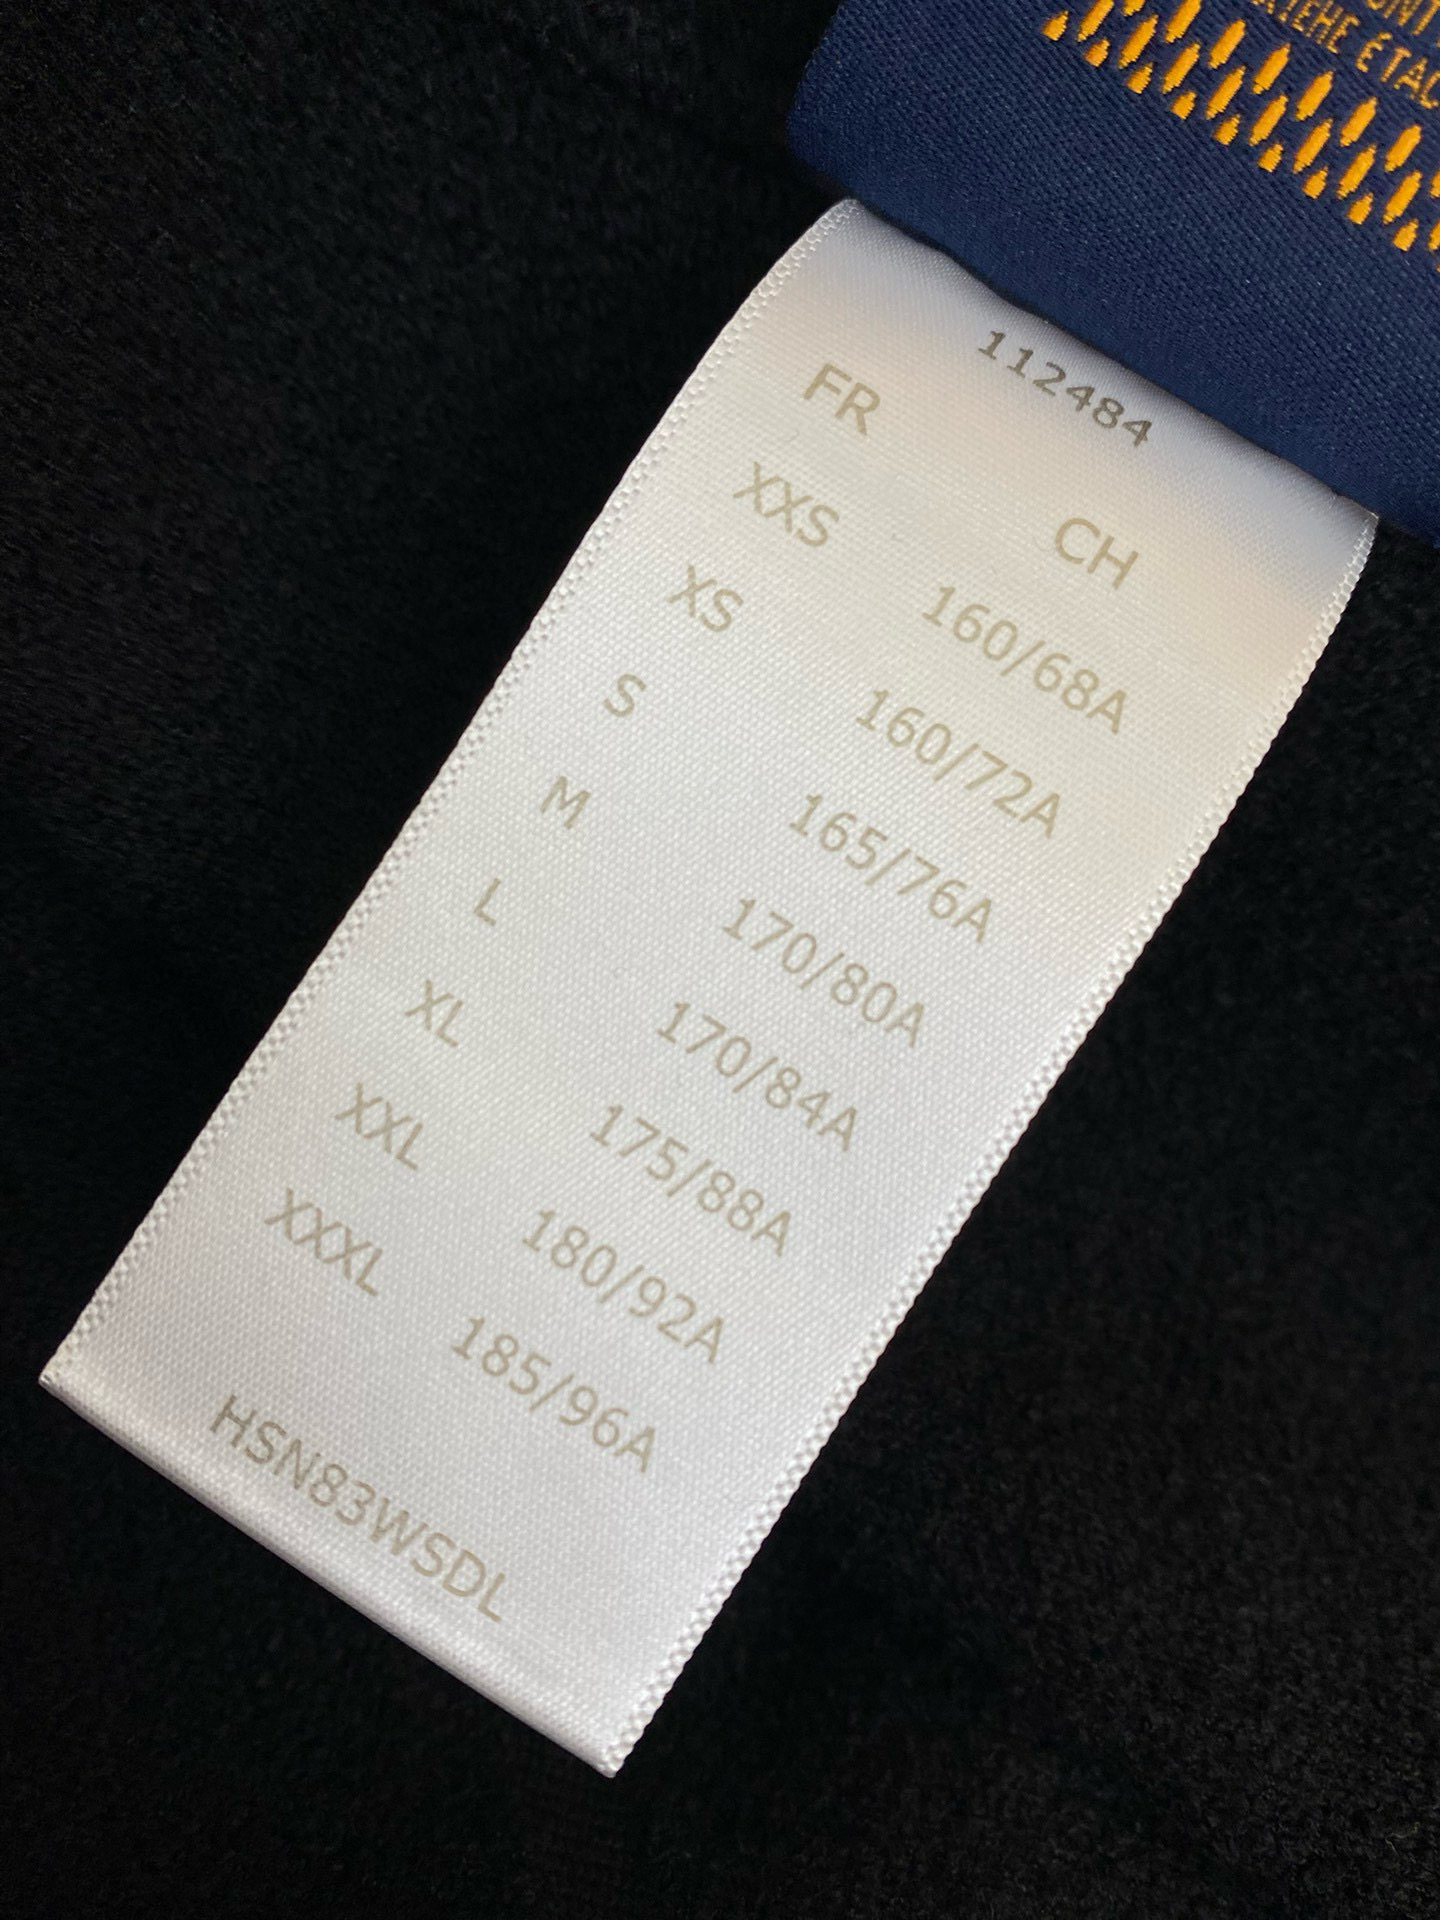 ÉTAC
112484
FR CH
XXS 160/68A
XS 160/72A
S 165/76A
M 170/80A
L 170/84A
XL 175/88A
XXL 180/92A
XXXL 185/96A
HSN83WSDL